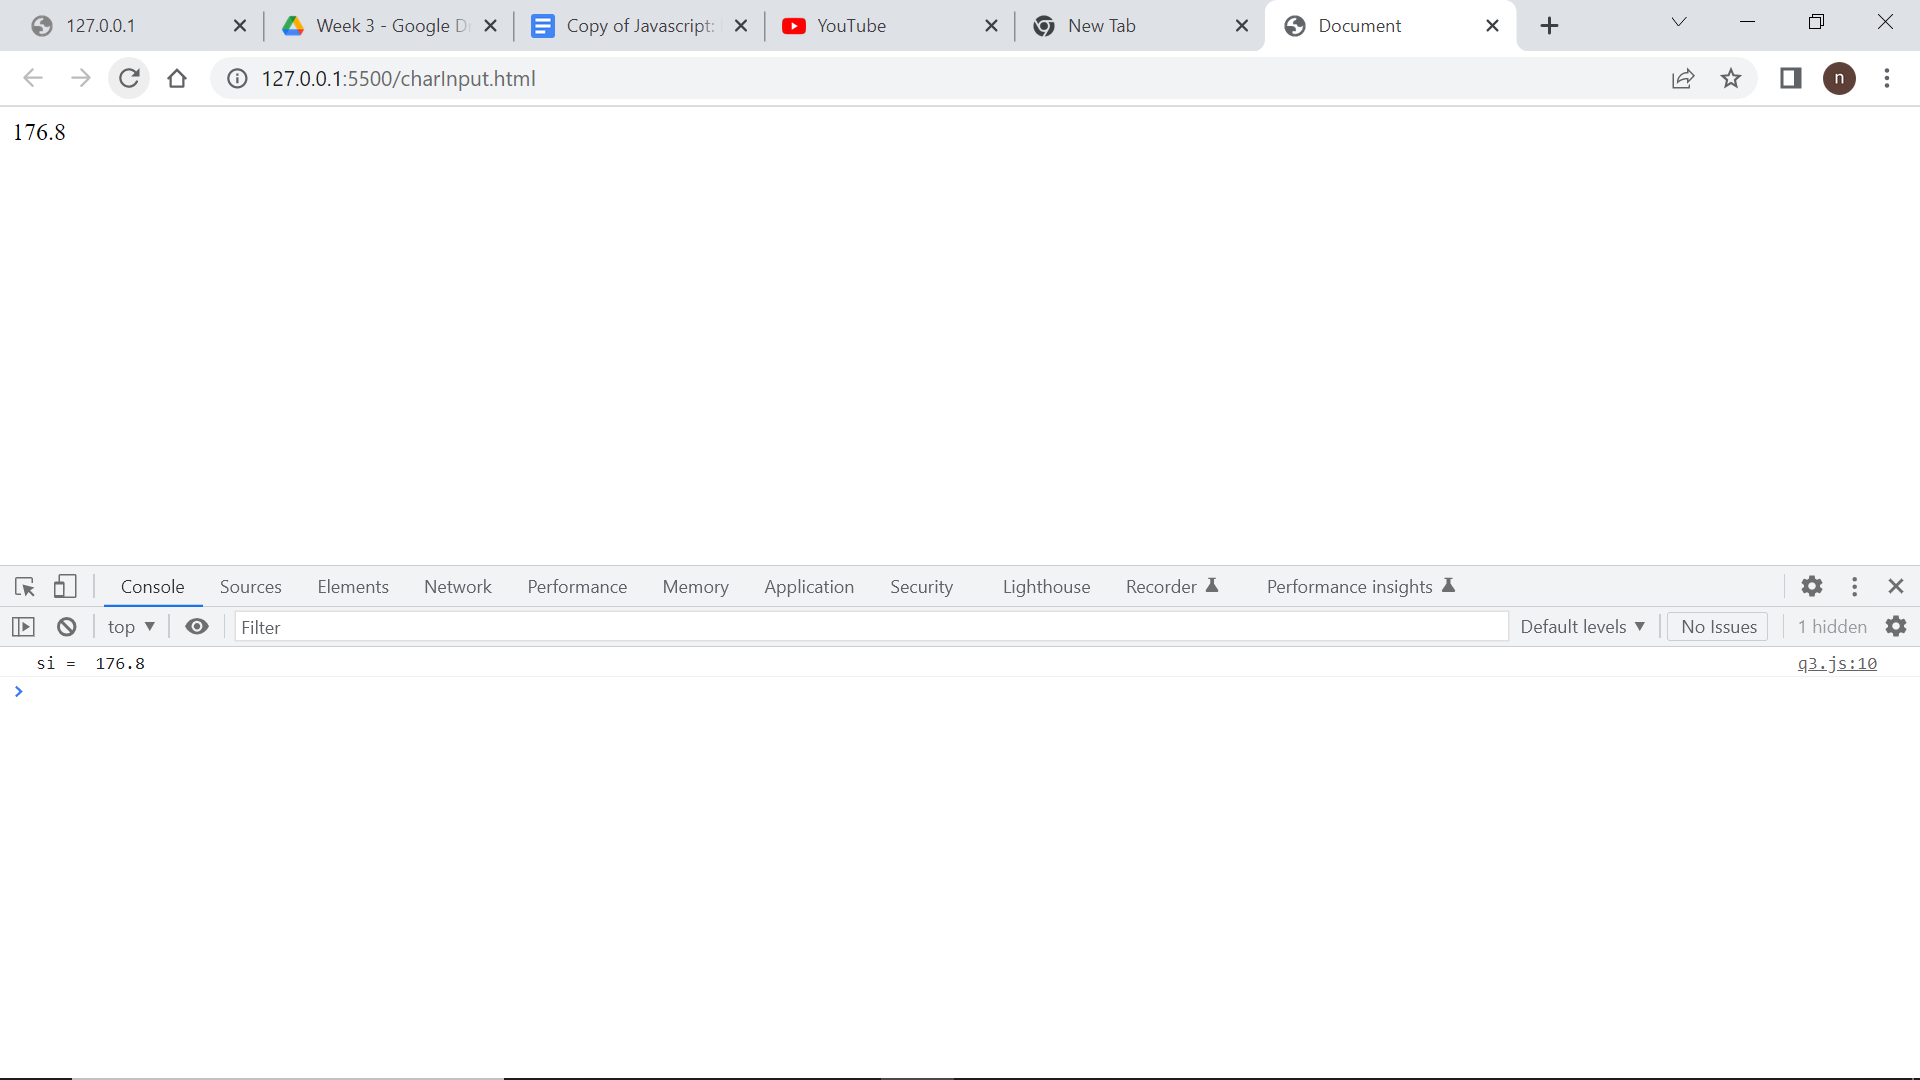 127.0.0.1
Week 3 - Google D
Copy of Javascript:
YouTube
New Tab
Document
127.0.0.1:5500/charInput.html
n
176.8
Console
Sources
Elements
Network
Performance
Memory
Application
Security
Lighthouse
Recorder
Performance insights
top
Filter
Default levels
No Issues
1 hidden
si =  176.8
q3.js:10